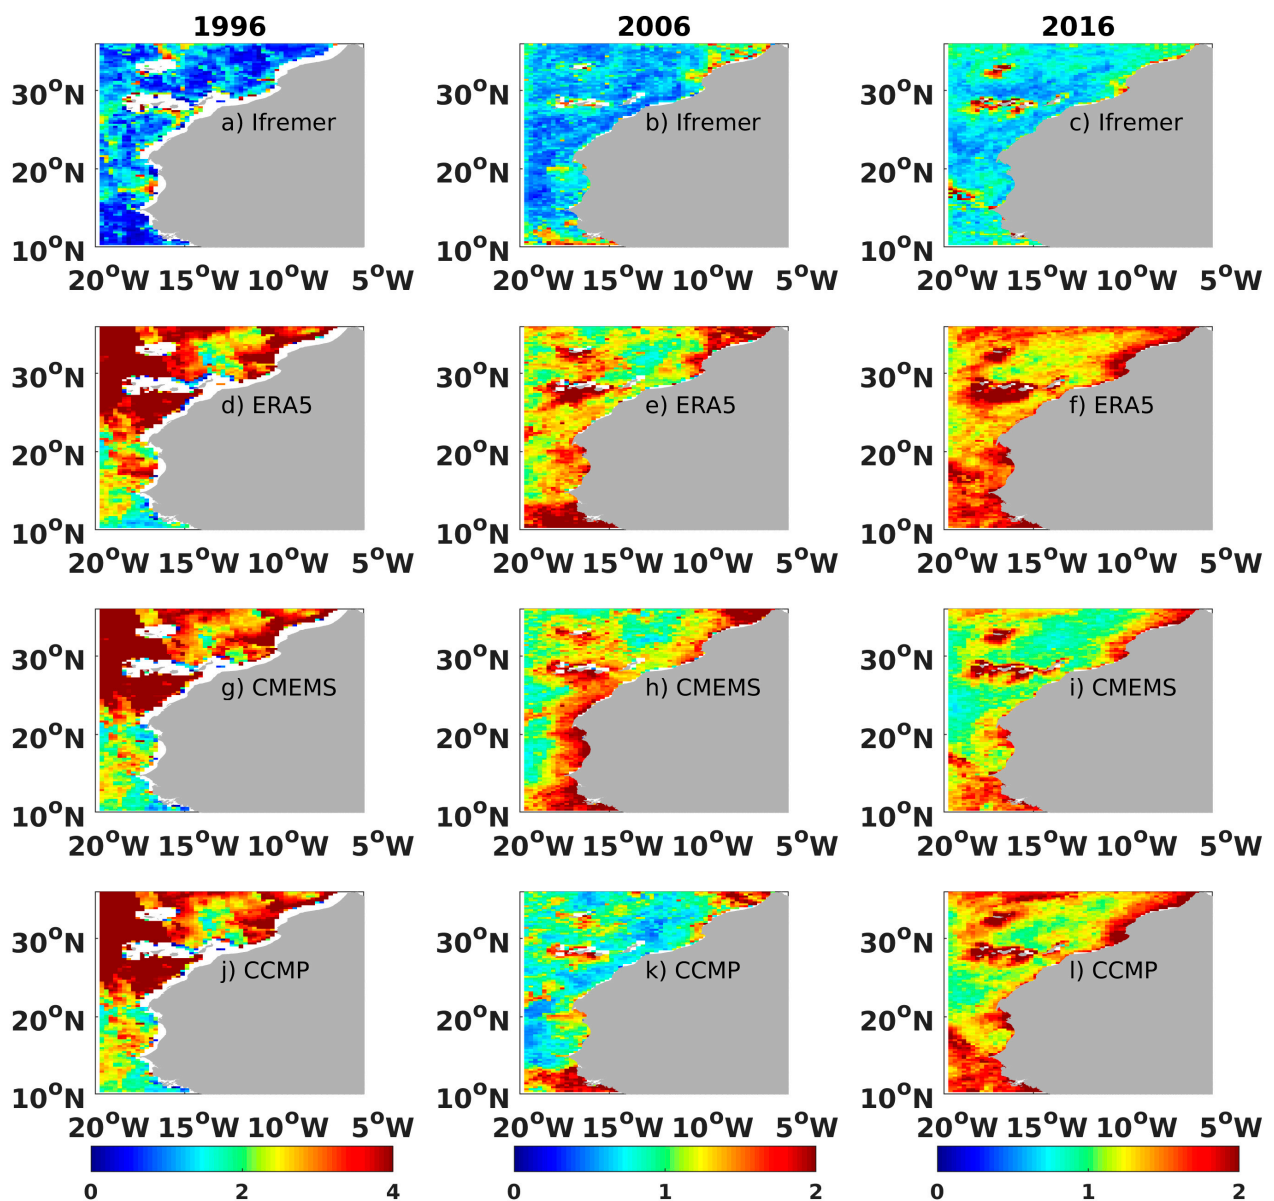 1996 2006 2016
30°N 30°N 30°N
a) Ifremer b) Ifremer c) Ifremer
20°N 20°N 20°N
10°N 10°N 10°N
20°W 15°W 10°W 5°W 20°W 15°W 10°W 5°W 20°W 15°W 10°W 5°W
30°N 30°N 30°N
d) ERA5 e) ERA5 f) ERA5
20°N 20°N 20°N
10°N 10°N 10°N
20°W 15°W 10°W 5°W 20°W 15°W 10°W 5°W 20°W 15°W 10°W 5°W
30°N 30°N 30°N
g) CMEMS h) CMEMS i) CMEMS
20°N 20°N 20°N
10°N 10°N 10°N
20°W 15°W 10°W 5°W 20°W 15°W 10°W 5°W 20°W 15°W 10°W 5°W
30°N 30°N 30°N
j) CCMP k) CCMP l) CCMP
20°N 20°N 20°N
10°N 10°N 10°N
20°W 15°W 10°W 5°W 20°W 15°W 10°W 5°W 20°W 15°W 10°W 5°W
0 2 4 0 1 2 0 1 2